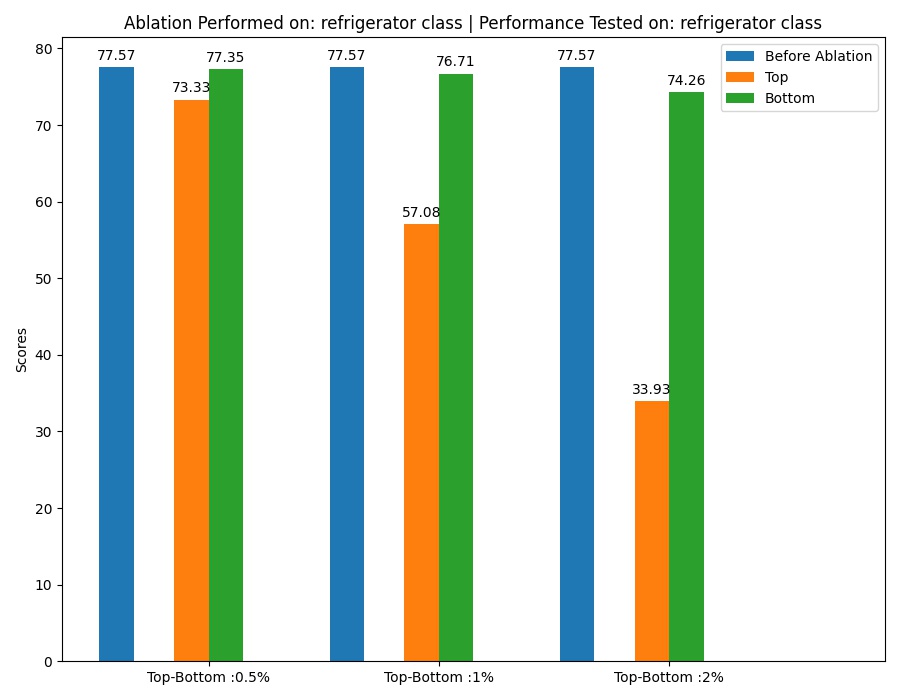 Ablation Performed on: refrigerator class | Performance Tested on: refrigerator class
Before Ablation
Top
Bottom
77.57
73.33
77.35
77.57
57.08
76.71
77.57
33.93
74.26
Scores
80
70
60
50
40
30
20
10
0
Top-Bottom :0.5%
Top-Bottom :1%
Top-Bottom :2%